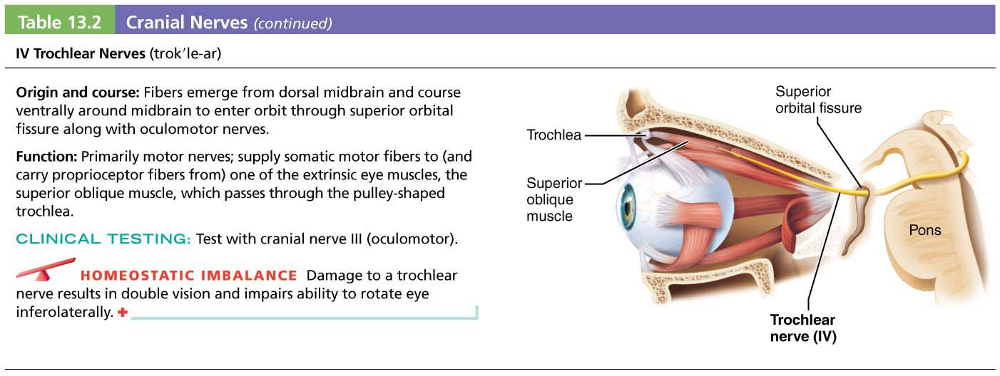 Table 13.2 Cranial Nerves (continued)
IV Trochlear Nerves (trok′le-ar)
Origin and course: Fibers emerge from dorsal midbrain and course
ventrally around midbrain to enter orbit through superior orbital
fissure along with oculomotor nerves.
Function: Primarily motor nerves; supply somatic motor fibers to (and
carry proprioceptor fibers from) one of the extrinsic eye muscles, the
superior oblique muscle, which passes through the pulley-shaped
trochlea.
CLINICAL TESTING: Test with cranial nerve III (oculomotor).
HOMEOSTATIC IMBALANCE Damage to a trochlear
nerve results in double vision and impairs ability to rotate eye
inferolaterally. +
Superior
orbital fissure
Trochlea
Superior
oblique
muscle
Pons
Trochlear
nerve (IV)